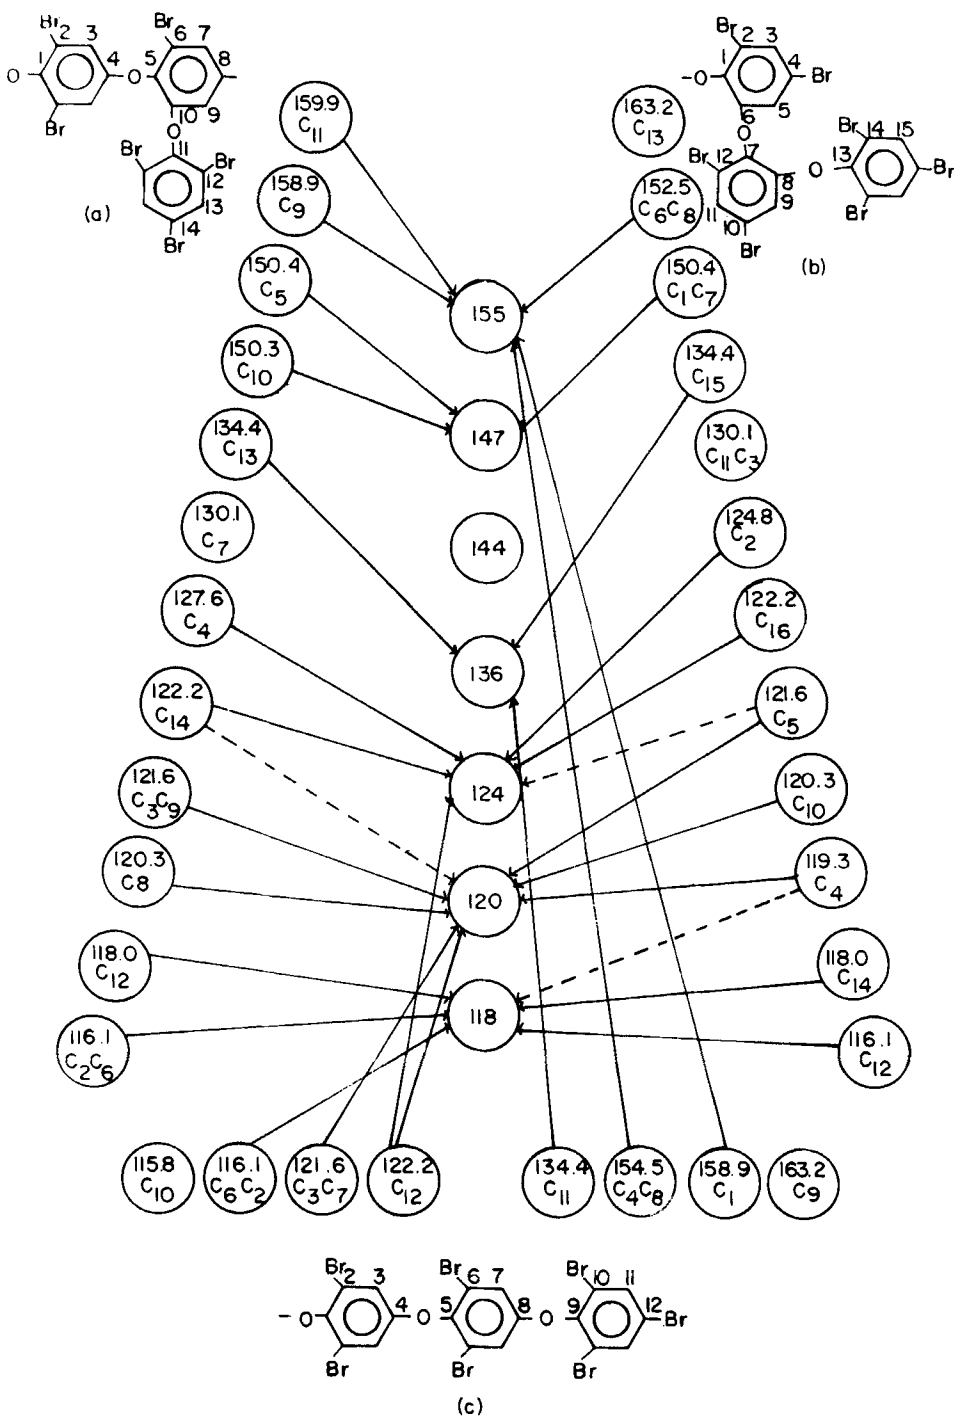 Br 2 3
1
4
O
Br
O
Br 6 7
5 8
10 9
O
11
Br Br
12
13
14
Br
(a)
Br 2 3
1 4
-O Br
6 5
O
Br 12 7
8 O
11 9
10
Br
Br 14 15
13
Br
Br
(b)
159.9
C11
158.9
C9
150.4
C5
150.3
C10
134.4
C13
130.1
C7
127.6
C4
122.2
C14
121.6
C3C9
120.3
C8
118.0
C12
116.1
C2C6
155
147
144
136
124
120
118
163.2
C13
152.5
C6C8
150.4
C1C7
134.4
C15
130.1
C11C3
124.8
C2
122.2
C16
121.6
C5
120.3
C10
119.3
C4
118.0
C14
116.1
C12
115.8
C10
116.1
C6C2
121.6
C3C7
122.2
C12
134.4
C11
154.5
C4C8
158.9
C1
163.2
C9
Br 2 3 Br 6 7 Br 10 11
-O 4 O 5 8 O 9 12 Br
Br Br Br
(c)